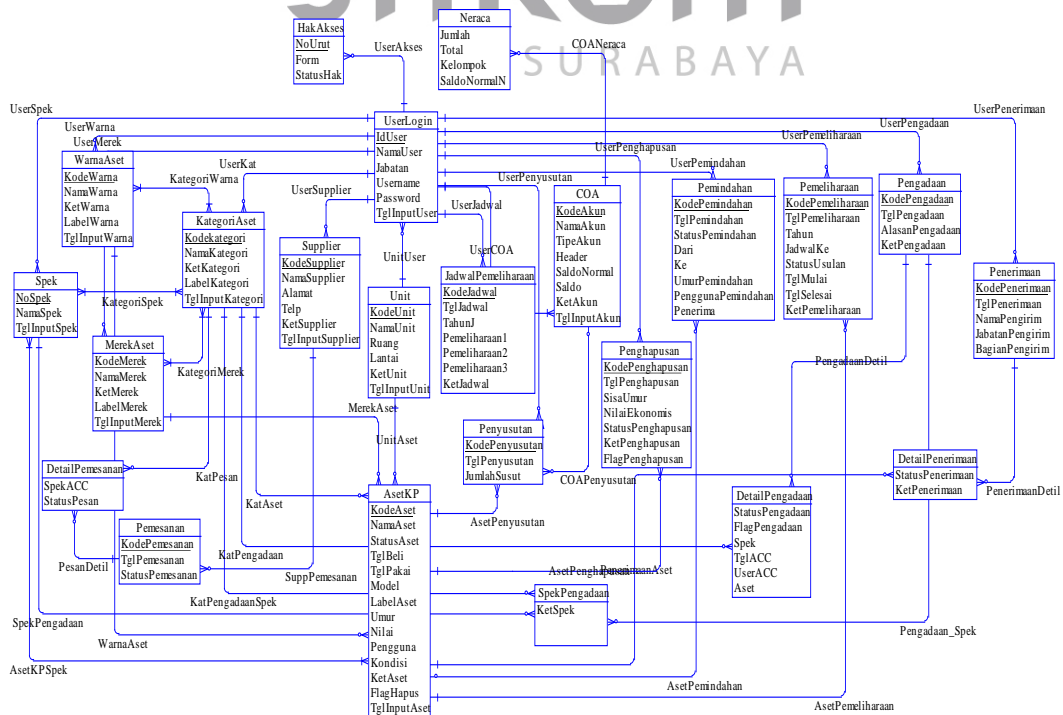 SURABAYA
HakAkses
NoUrut
Form
StatusHak
UserAkses
Neraca
Jumlah
Total
Kelompok
SaldoNormalN
COANeraca
UserSpek
UserWarna
UserMerek
UserKat
UserLogin
IdUser
NamaUser
Jabatan
Username
Password
TglInputUser
UserPenerimaan
UserPengadaan
UserPemeliharaan
UserPenghapusan
UserPemindahan
UserPenyusutan
UserSupplier
UserJadwal
UserCOA
UnitUser
WarnaAset
KodeWarna
NamaWarna
KetWarna
LabelWarna
TglInputWarna
KategoriWarna
KategoriAset
Kodekategori
NamaKategori
KetKategori
LabelKategori
TglInputKategori
Supplier
KodeSupplier
NamaSupplier
Alamat
Telp
KetSupplier
TglInputSupplier
Unit
KodeUnit
NamaUnit
Ruang
Lantai
KetUnit
TglInputUnit
JadwalPemeliharaan
KodeJadwal
TglJadwal
TahunJ
Pemeliharaan1
Pemeliharaan2
Pemeliharaan3
KetJadwal
COA
KodeAkun
NamaAkun
TipeAkun
Header
SaldoNormal
Saldo
KetAkun
TglInputAkun
Pemindahan
KodePemindahan
TglPemindahan
StatusPemindahan
Dari
Ke
UmurPemindahan
PenggunaPemindahan
Penerima
Pemeliharaan
KodePemeliharaan
TglPemeliharaan
Tahun
JadwalKe
StatusUsulan
TglMulai
TglSelesai
KetPemeliharaan
Pengadaan
KodePengadaan
TglPengadaan
AlasanPengadaan
KetPengadaan
Penerimaan
KodePenerimaan
TglPenerimaan
NamaPengirim
JabatanPengirim
BagianPengirim
Spek
NoSpek
NamaSpek
TglInputSpek
KategoriSpek
MerekAset
KodeMerek
NamaMerek
KetMerek
LabelMerek
TglInputMerek
KategoriMerek
Penghapusan
KodePenghapusan
TglPenghapusan
SisaUmur
NilaiEkonomis
StatusPenghapusan
KetPenghapusan
FlagPenghapusan
PengadaanDetil
MerekAset
UnitAset
Penyusutan
KodePenyusutan
TglPenyusutan
JumlahSusut
COAPenyusutan
AsetPenyusutan
DetailPemesanan
SpekACC
StatusPesan
KatPesan
KatAset
DetailPenerimaan
StatusPenerimaan
KetPenerimaan
PenerimaanDetil
DetailPengadaan
StatusPengadaan
FlagPengadaan
Spek
TglACC
UserACC
Aset
AsetKP
KodeAset
NamaAset
StatusAset
TglBeli
TglPakai
Model
LabelAset
Umur
Nilai
Pengguna
Kondisi
KetAset
FlagHapus
TglInputAset
Pemesanan
KodePemesanan
TglPemesanan
StatusPemesanan
PesanDetil
KatPengadaan
SuppPemesanan
KatPengadaanSpek
AsetPenghapusan
PenerimaanAset
SpekPengadaan
KetSpek
SpekPengadaan
WarnaAset
Pengadaan_Spek
AsetKPSpek
AsetPemindahan
AsetPemeliharaan